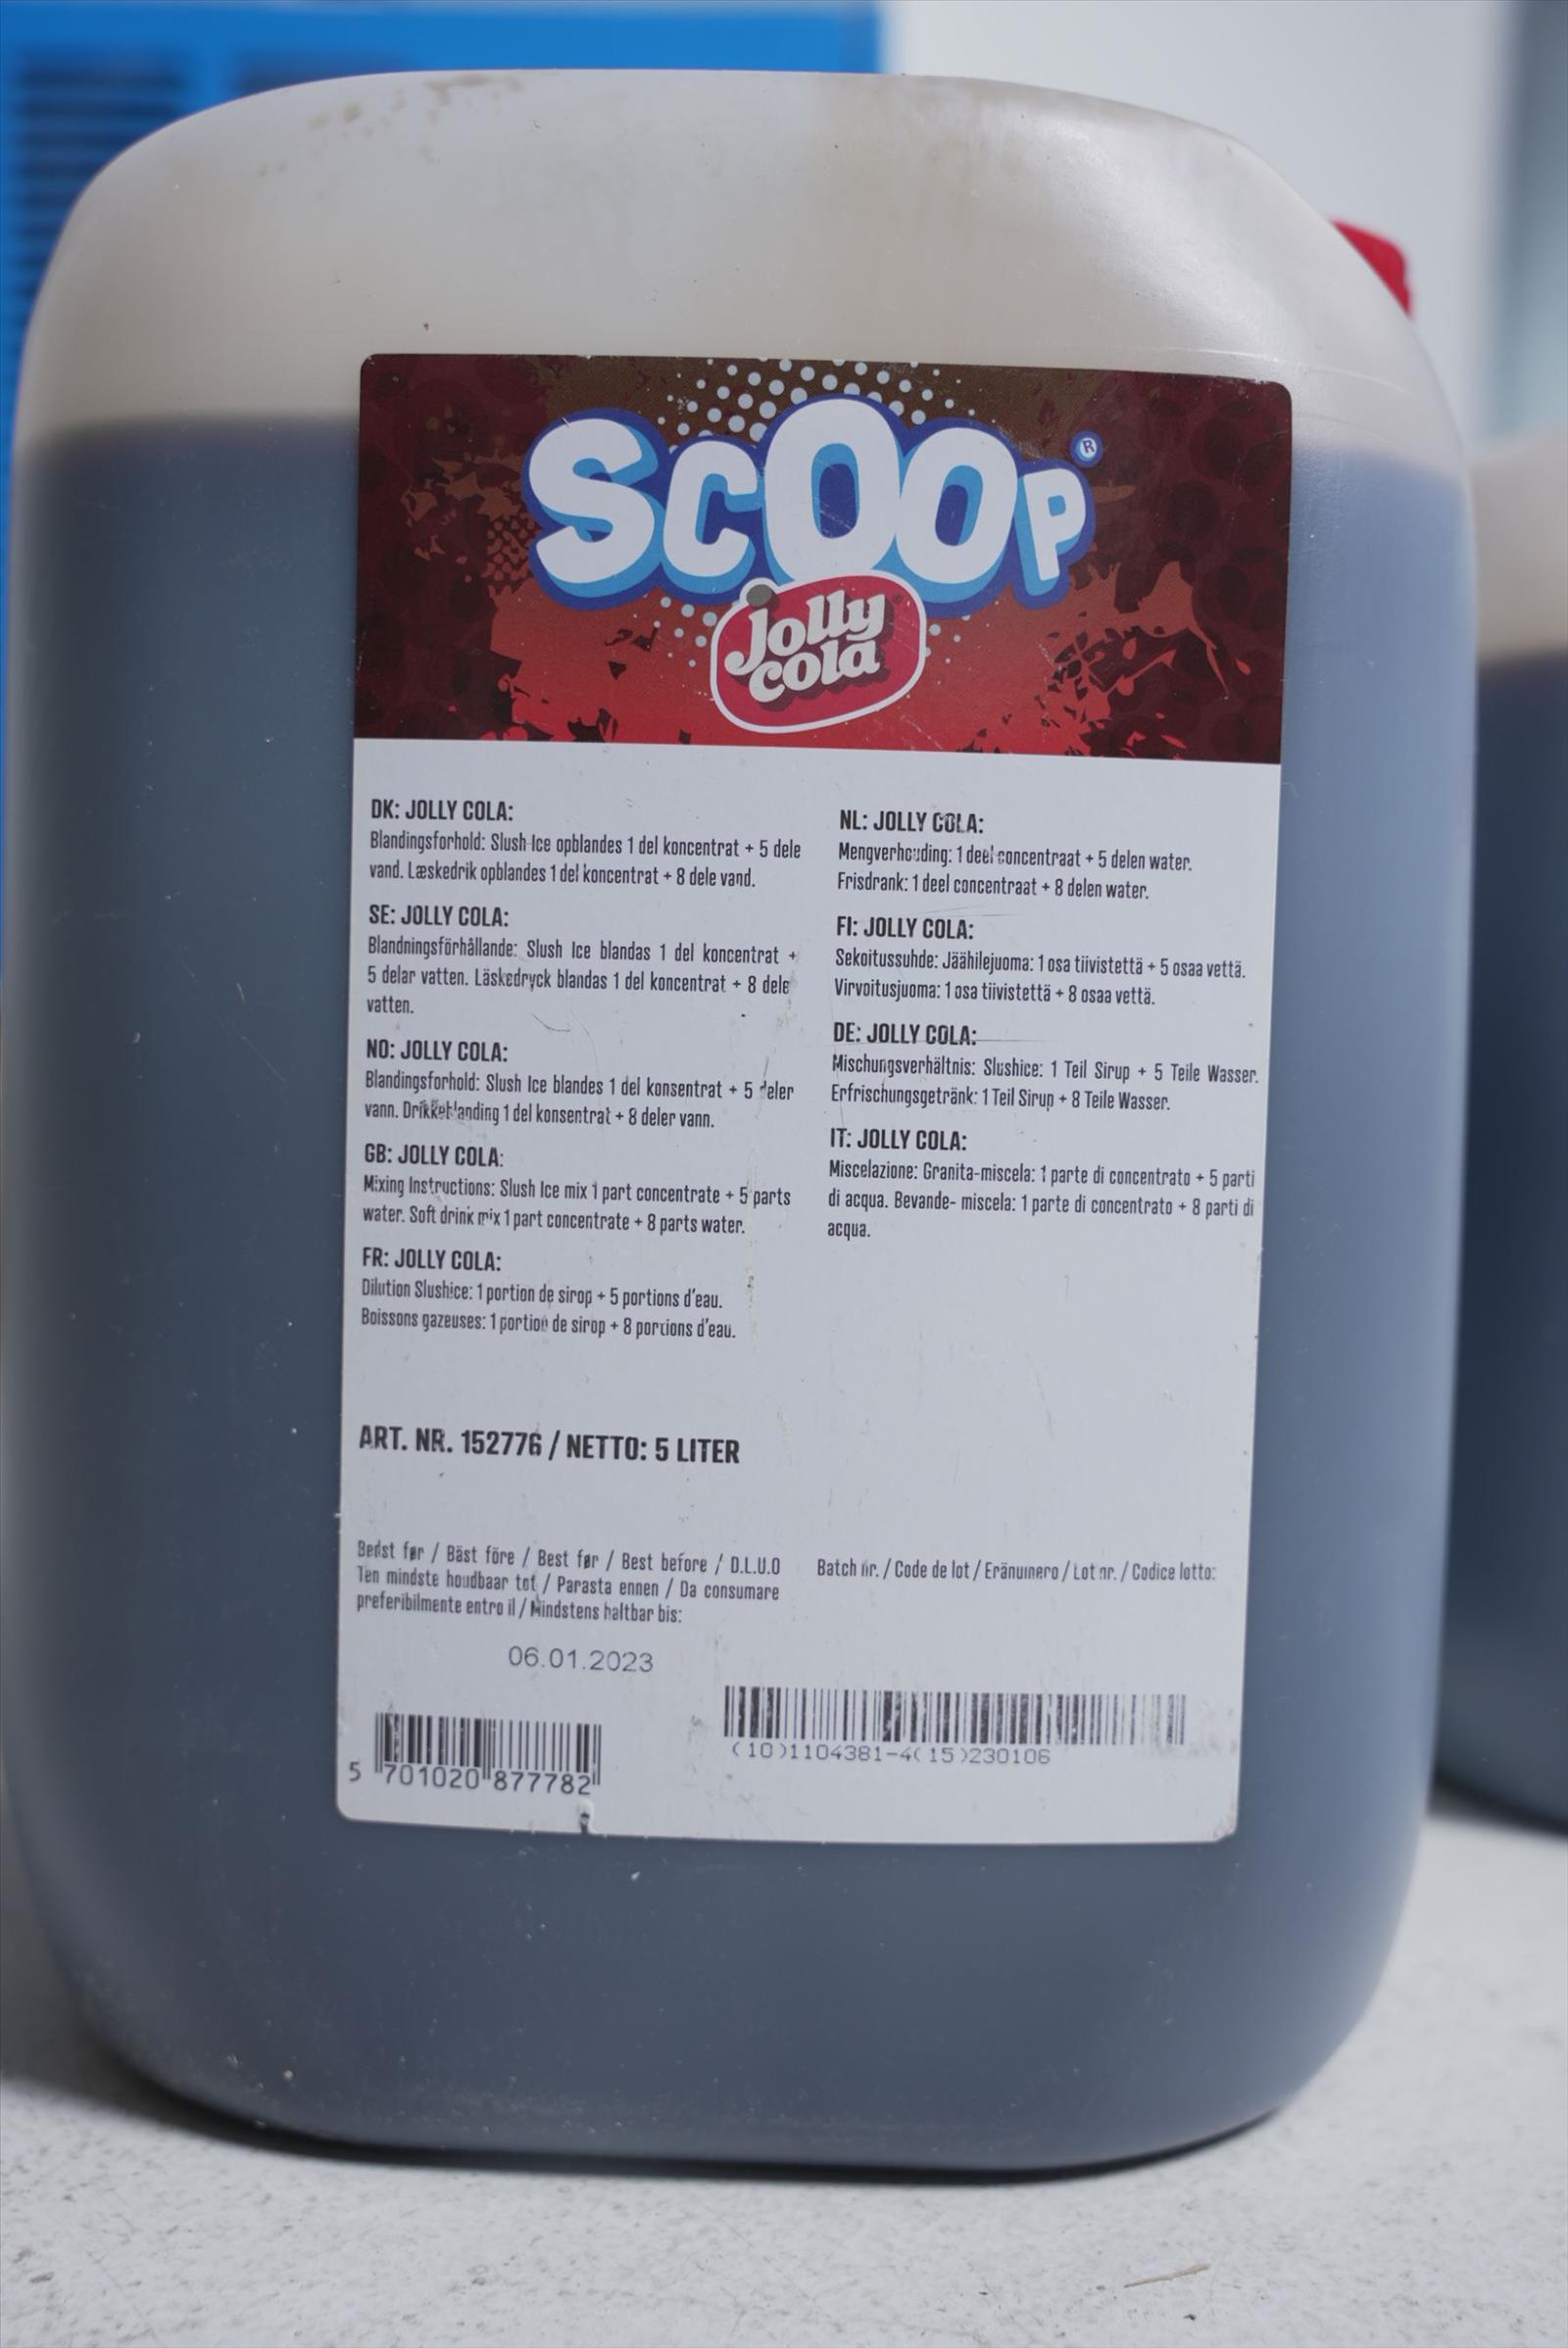 SCOOP®
jolly
cola
DK: JOLLY COLA:
Blandingsforhold: Slush Ice opblandes 1 del koncentrat + 5 dele
vand. Læskedrik opblandes 1 del koncentrat + 8 dele vand.
SE: JOLLY COLA:
Blandningsförhållande: Slush Ice blandas 1 del koncentrat +
5 delar vatten. Läskedryck blandas 1 del koncentrat + 8 dele
vatten.
NO: JOLLY COLA:
Blandingsforhold: Slush Ice blandes 1 del konsentrat + 5 deler
vann. Drikkeblanding 1 del konsentrat + 8 deler vann.
GB: JOLLY COLA:
Mixing Instructions: Slush Ice mix 1 part concentrate + 5 parts
water. Soft drink mix 1 part concentrate + 8 parts water.
FR: JOLLY COLA:
Dilution Slushice: 1 portion de sirop + 5 portions d'eau.
Boissons gazeuses: 1 portion de sirop + 8 portions d'eau.
NL: JOLLY COLA:
Mengverhouding: 1 deel concentraat + 5 delen water.
Frisdrank: 1 deel concentraat + 8 delen water.
FI: JOLLY COLA:
Sekoitussuhde: Jäähilejuoma: 1 osa tiivistettä + 5 osaa vettä.
Virvoitusjuoma: 1 osa tiivistettä + 8 osaa vettä.
DE: JOLLY COLA:
Mischungsverhältnis: Slushice: 1 Teil Sirup + 5 Teile Wasser.
Erfrischungsgetränk: 1 Teil Sirup + 8 Teile Wasser.
IT: JOLLY COLA:
Miscelazione: Granita-miscela: 1 parte di concentrato + 5 parti
di acqua. Bevande- miscela: 1 parte di concentrato + 8 parti di
acqua.
ART. NR. 152776 / NETTO: 5 LITER
Bedst før / Bäst före / Best før / Best before / D.L.U.O
Ten mindste houdbaar tot / Parasta ennen / Da consumare
preferibilmente entro il / Mindstens haltbar bis:
06.01.2023
Batch nr. / Code de lot / Eränumero / Lot nr. / Codice lotto:
(10)1104381-4(15)230106
5 701020 877782